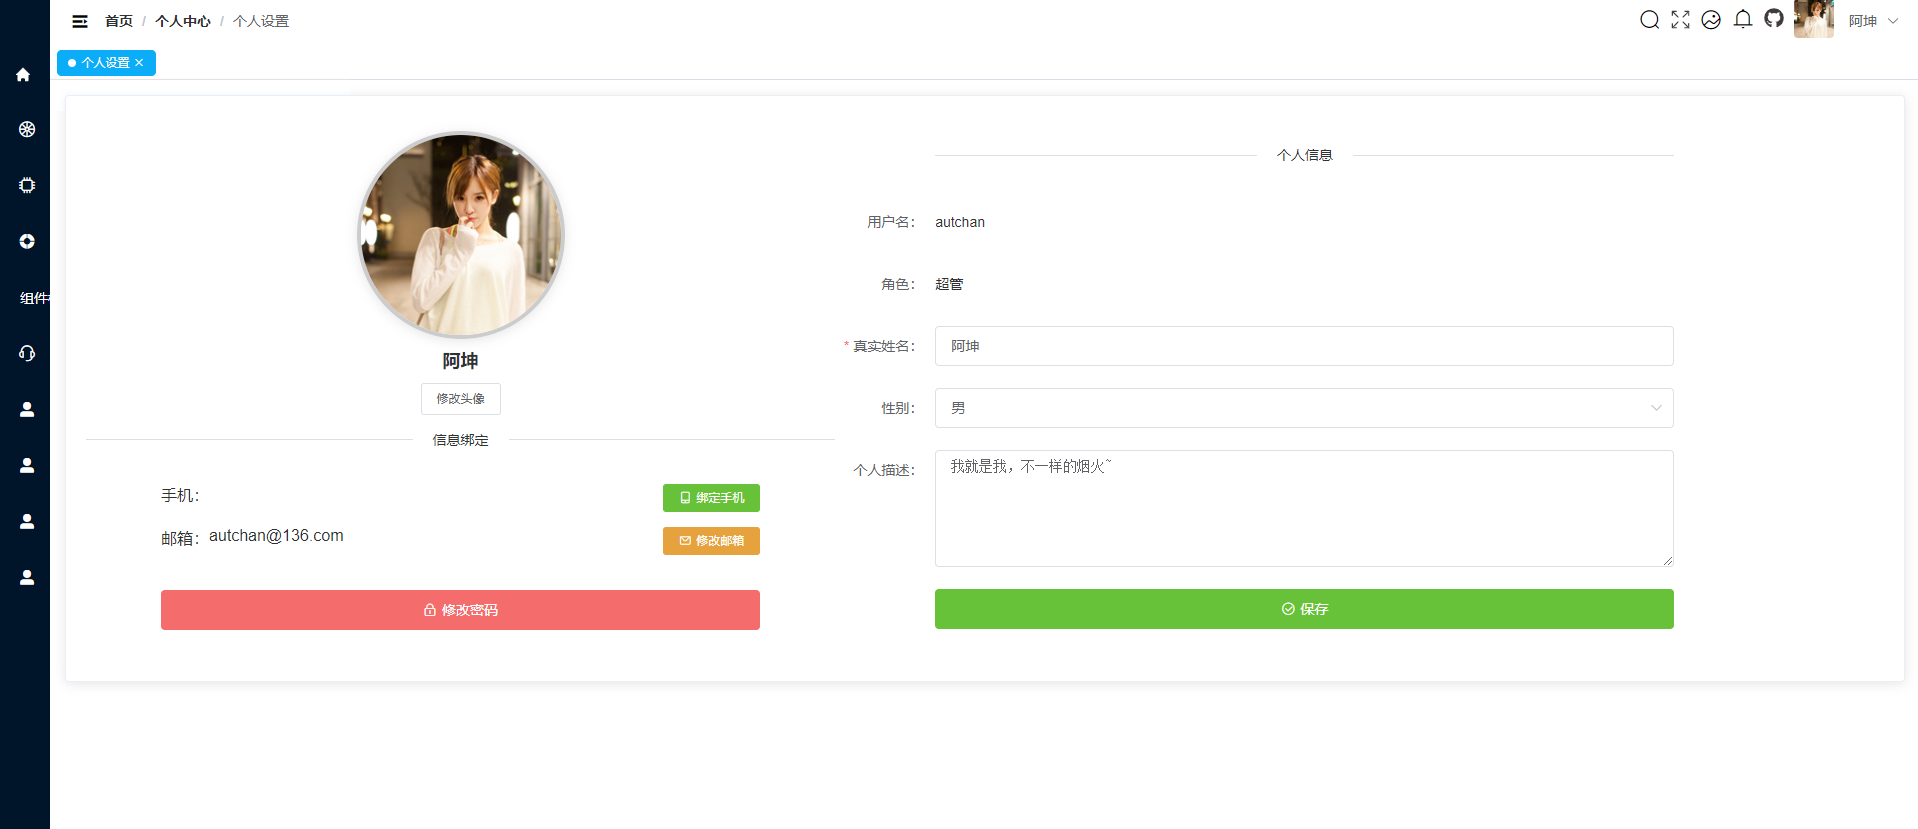 首页 / 个人中心 / 个人设置
阿坤
个人设置
组件
阿坤
修改头像
信息绑定
手机：
绑定手机
邮箱：autchan@136.com
修改邮箱
修改密码
个人信息
用户名：autchan
角色：超管
* 真实姓名：阿坤
性别：男
个人描述：我就是我，不一样的烟火~
保存